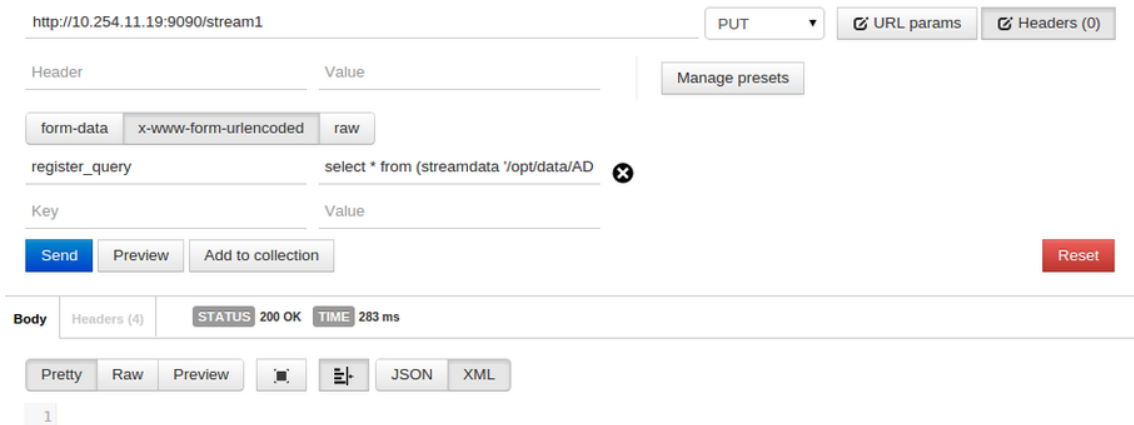 http://10.254.11.19:9090/stream1 PUT URL params Headers (0)
Header Value Manage presets
form-data x-www-form-urlencoded raw
register_query select * from (streamdata '/opt/data/AD
Key Value
Send Preview Add to collection Reset
Body Headers (4) STATUS 200 OK TIME 283 ms
Pretty Raw Preview JSON XML
1